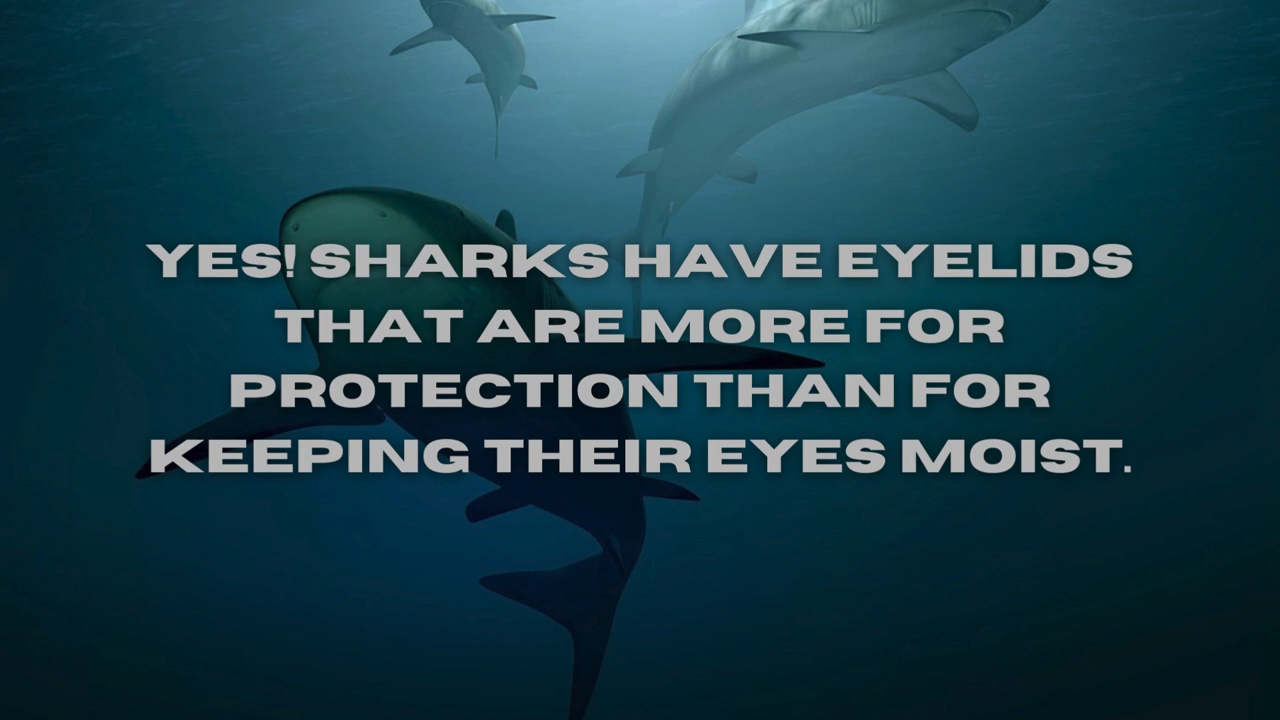 YES! SHARKS HAVE EYELIDS
THAT ARE MORE FOR
PROTECTION THAN FOR
KEEPING THEIR EYES MOIST.